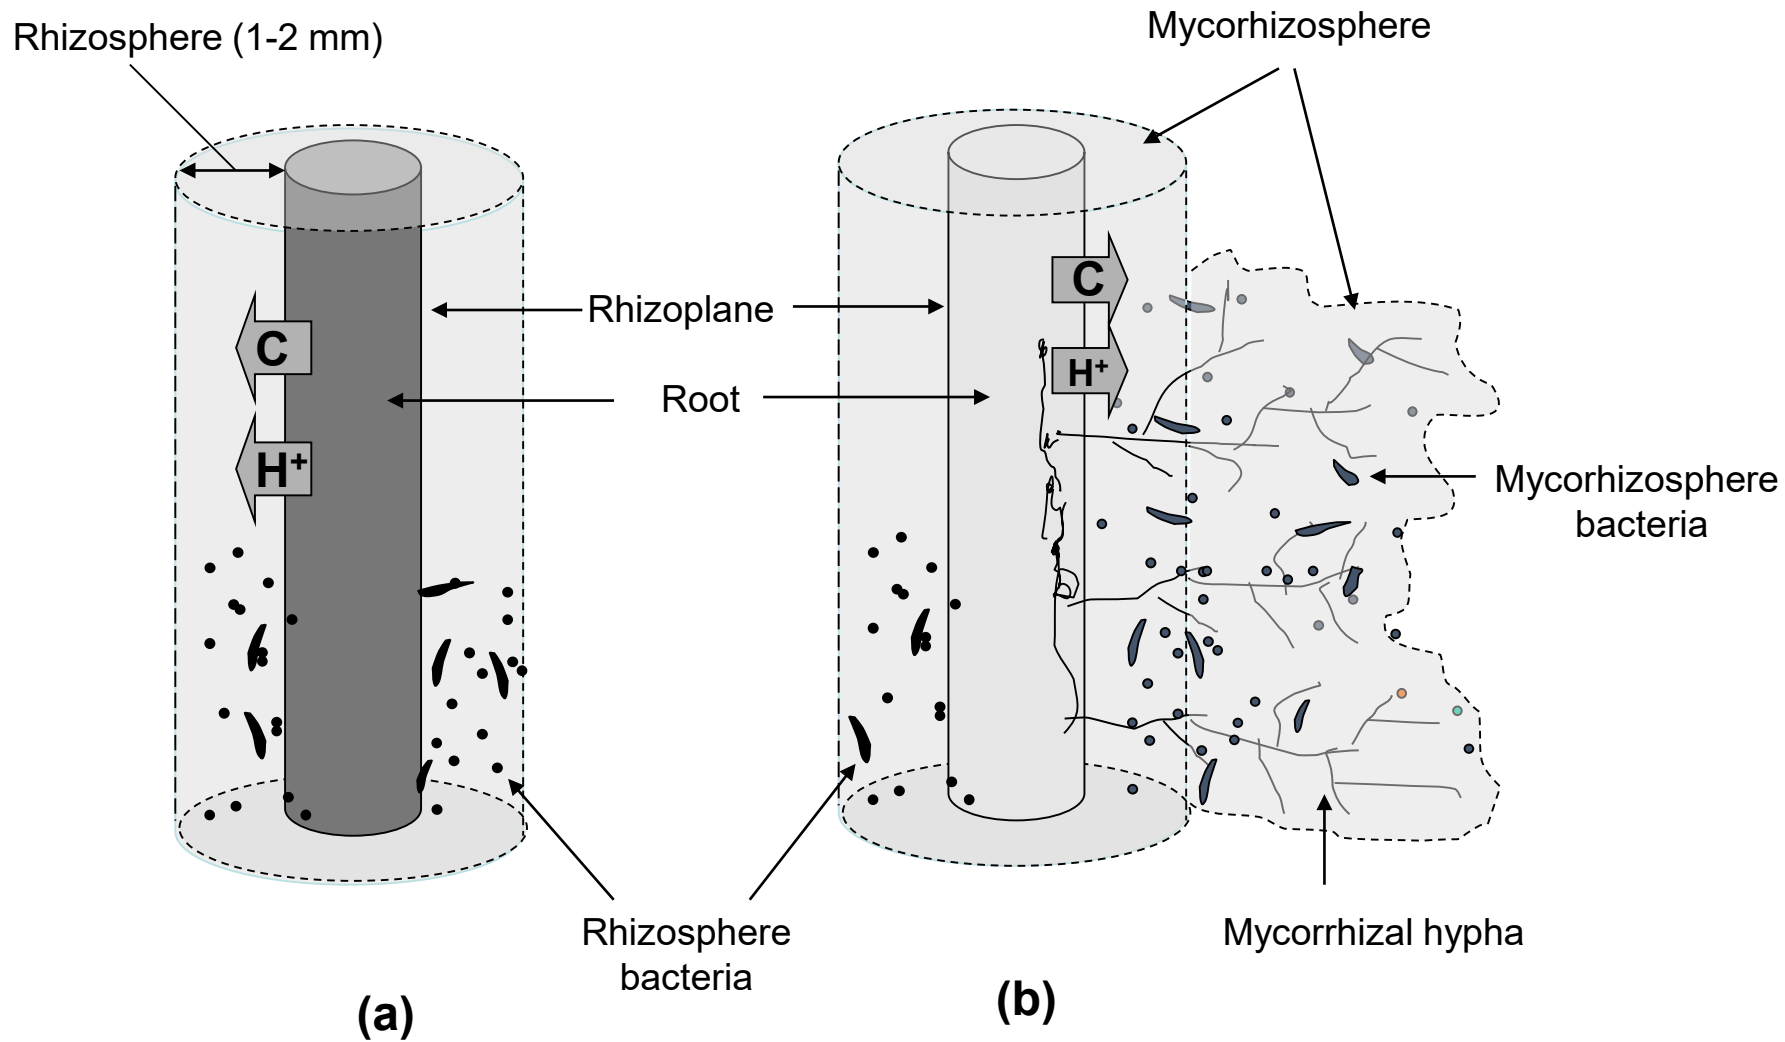 Rhizosphere (1-2 mm)
Mycorhizosphere
C
H⁺
Rhizoplane
Root
C
H⁺
Mycorhizosphere
bacteria
Rhizosphere
bacteria
Mycorrhizal hypha
(a)
(b)